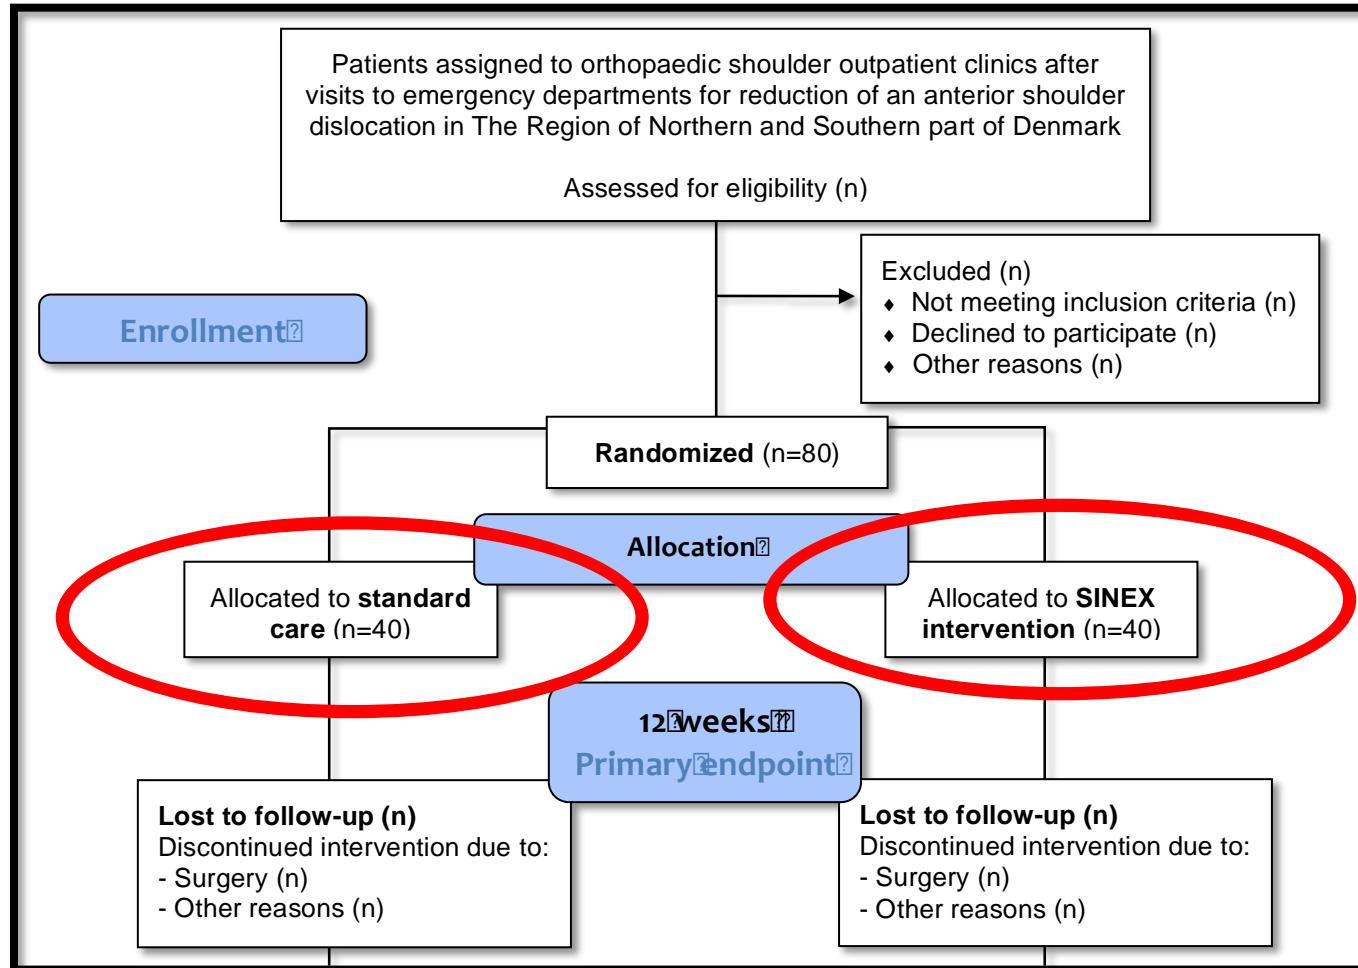 Patients assigned to orthopaedic shoulder outpatient clinics after
visits to emergency departments for reduction of an anterior shoulder
dislocation in The Region of Northern and Southern part of Denmark
Assessed for eligibility (n)
Excluded (n)
♦ Not meeting inclusion criteria (n)
♦ Declined to participate (n)
♦ Other reasons (n)
Enrollment⍰
Randomized (n=80)
Allocation⍰
Allocated to standard
care (n=40)
Allocated to SINEX
intervention (n=40)
12⍰weeks⍰⍰
Primary⍰endpoint⍰
Lost to follow-up (n)
Discontinued intervention due to:
- Surgery (n)
- Other reasons (n)
Lost to follow-up (n)
Discontinued intervention due to:
- Surgery (n)
- Other reasons (n)